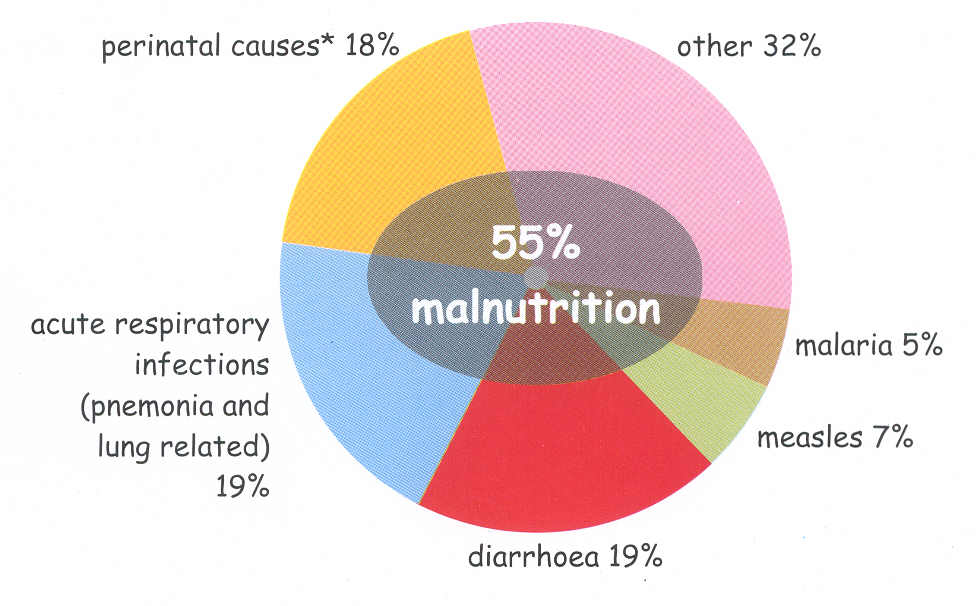 perinatal causes* 18%
other 32%
55%
malnutrition
acute respiratory
infections
(pnemonia and
lung related)
19%
malaria 5%
measles 7%
diarrhoea 19%